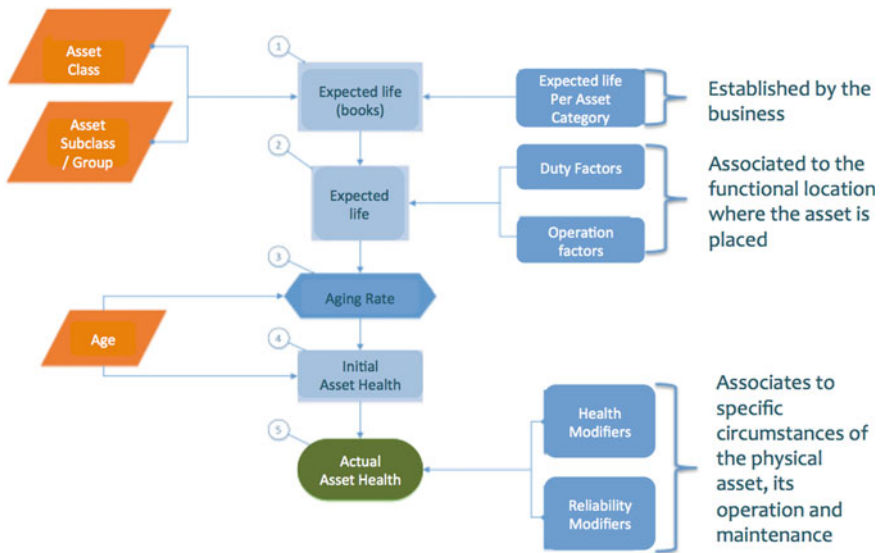 Asset
Class
Asset
Subclass
/ Group
1
Expected life
(books)
Expected life
Per Asset
Category
Established by the
business
2
Expected
life
Duty Factors
Operation
factors
Associated to the
functional location
where the asset is
placed
3
Aging Rate
Age
4
Initial
Asset Health
5
Actual
Asset Health
Health
Modifiers
Reliability
Modifiers
Associates to
specific
circumstances of
the physical
asset, its
operation and
maintenance